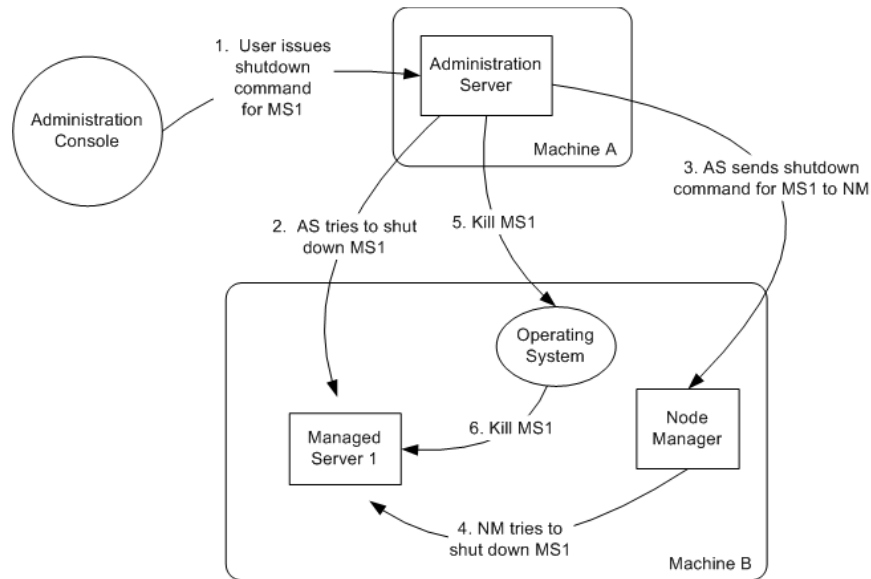 1. User issues
shutdown
command
for MS1
Administration
Server
Administration
Console
Machine A
3. AS sends shutdown
command for MS1 to NM
2. AS tries to shut
down MS1
5. Kill MS1
Operating
System
Node
Manager
Managed
Server 1
6. Kill MS1
4. NM tries to
shut down MS1
Machine B